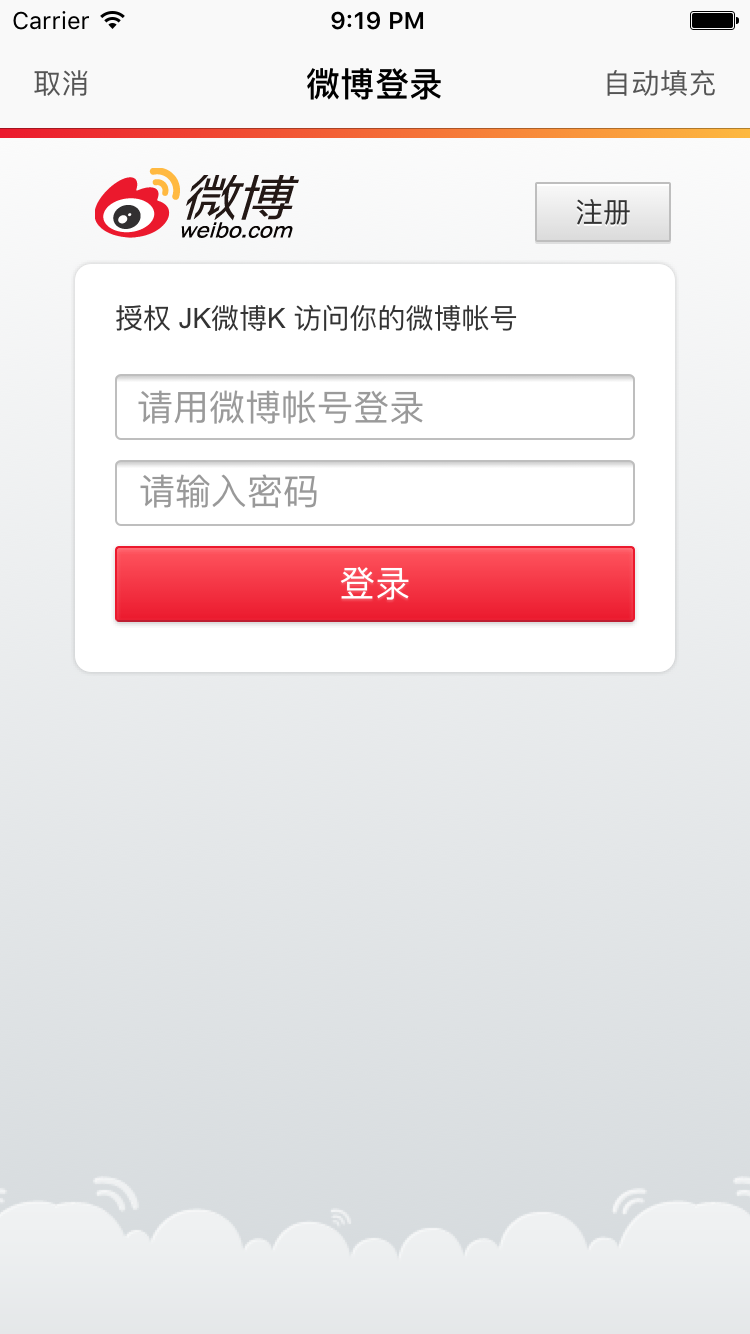 Carrier 9:19 PM
取消 微博登录 自动填充
微博
weibo.com
注册
授权 JK微博K 访问你的微博帐号
请用微博帐号登录
请输入密码
登录